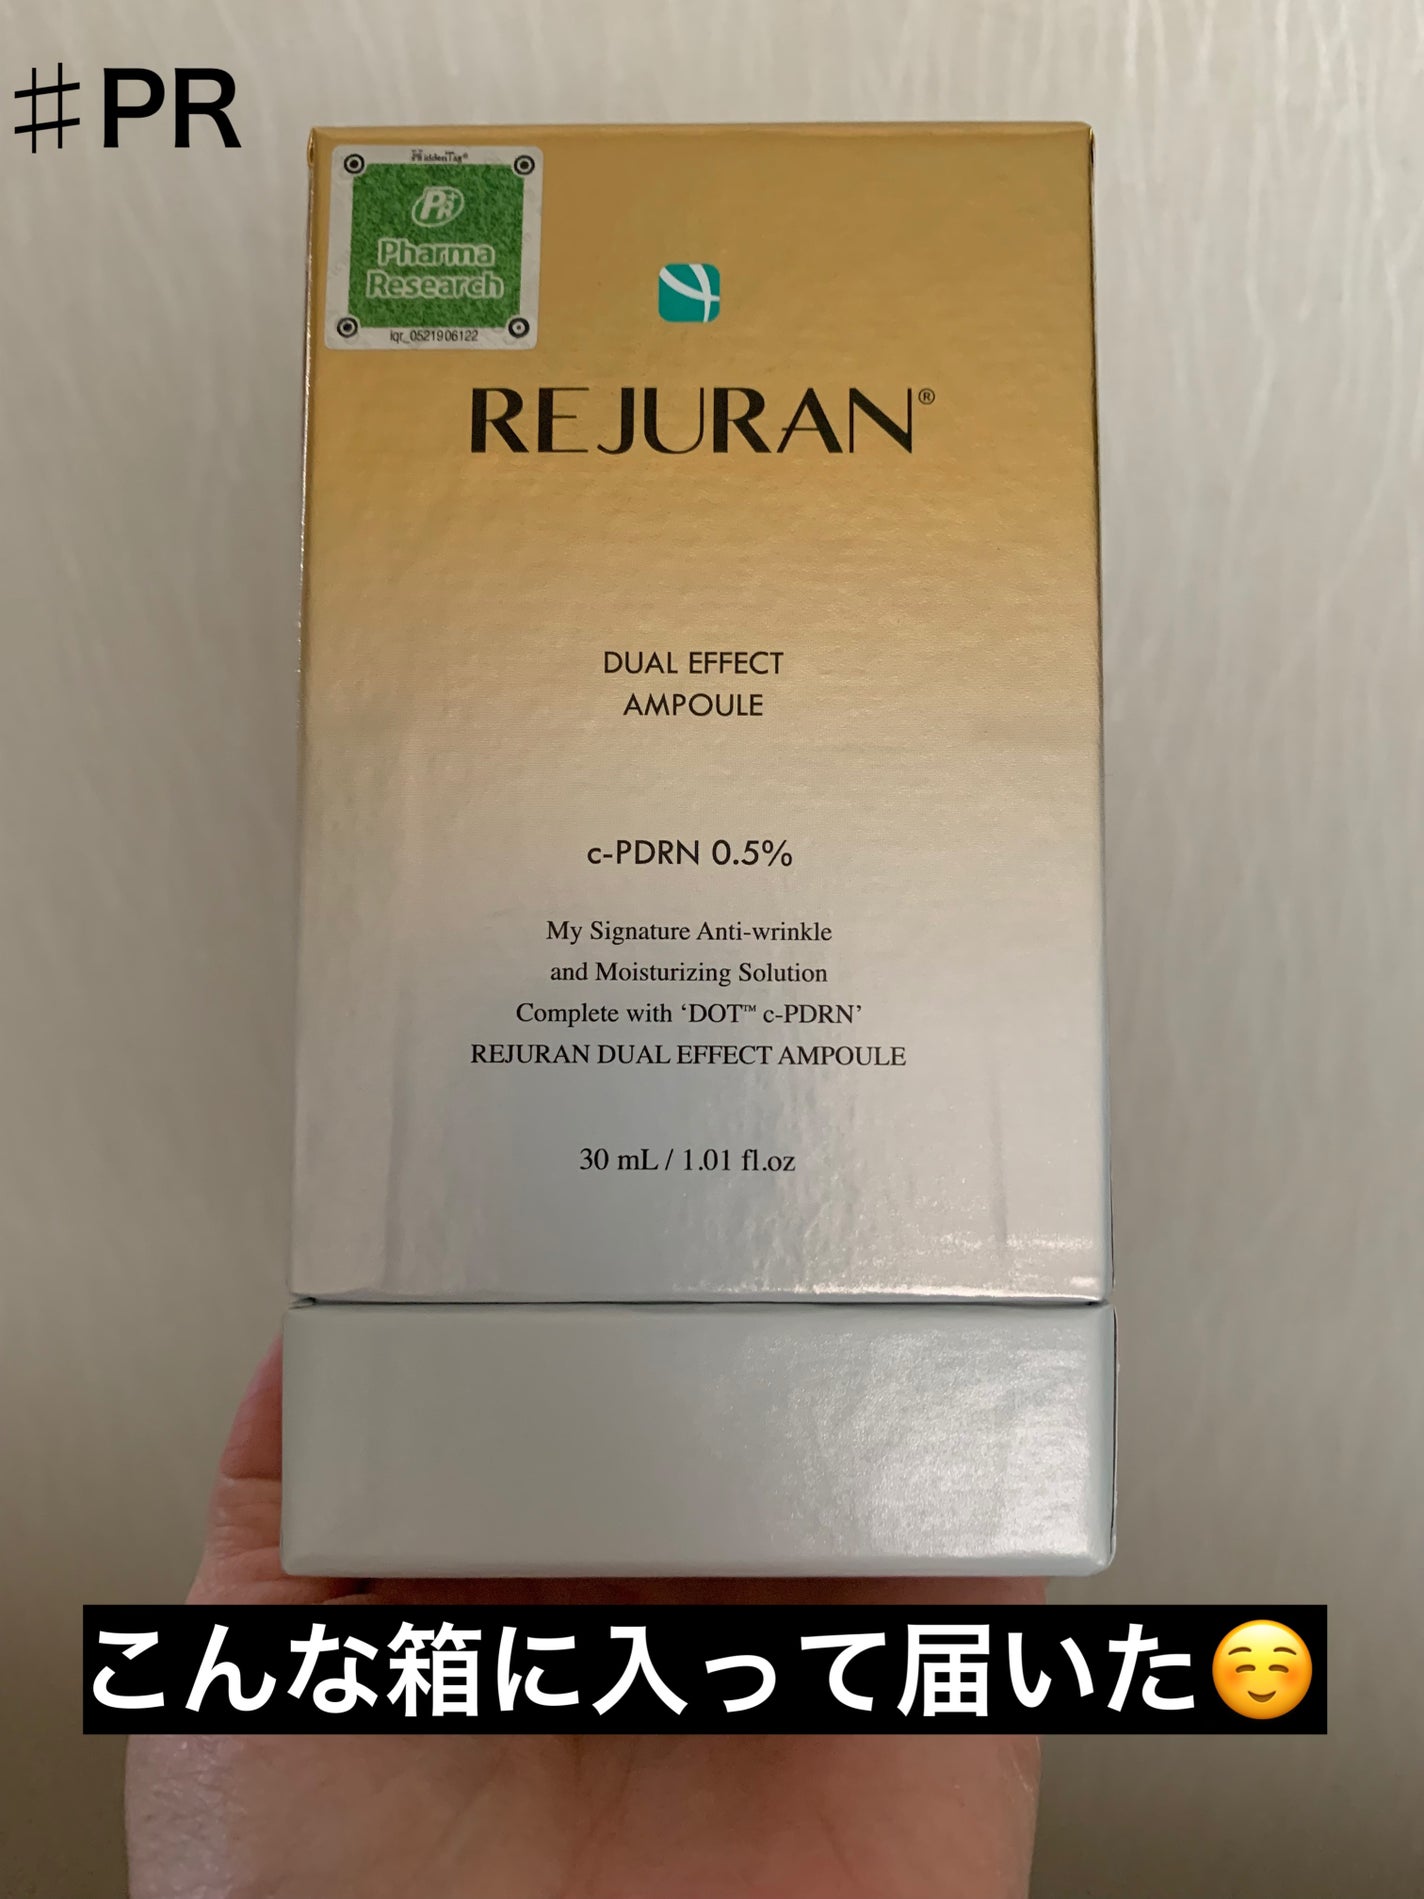 #PR
HiddenTag®
PR
Pharma
Research
iqr_0521906122
REJURAN®
DUAL EFFECT
AMPOULE
c-PDRN 0.5%
My Signature Anti-wrinkle
and Moisturizing Solution
Complete with ‘DOT™ c-PDRN’
REJURAN DUAL EFFECT AMPOULE
30 mL / 1.01 fl.oz
こんな箱に入って届いた☺️